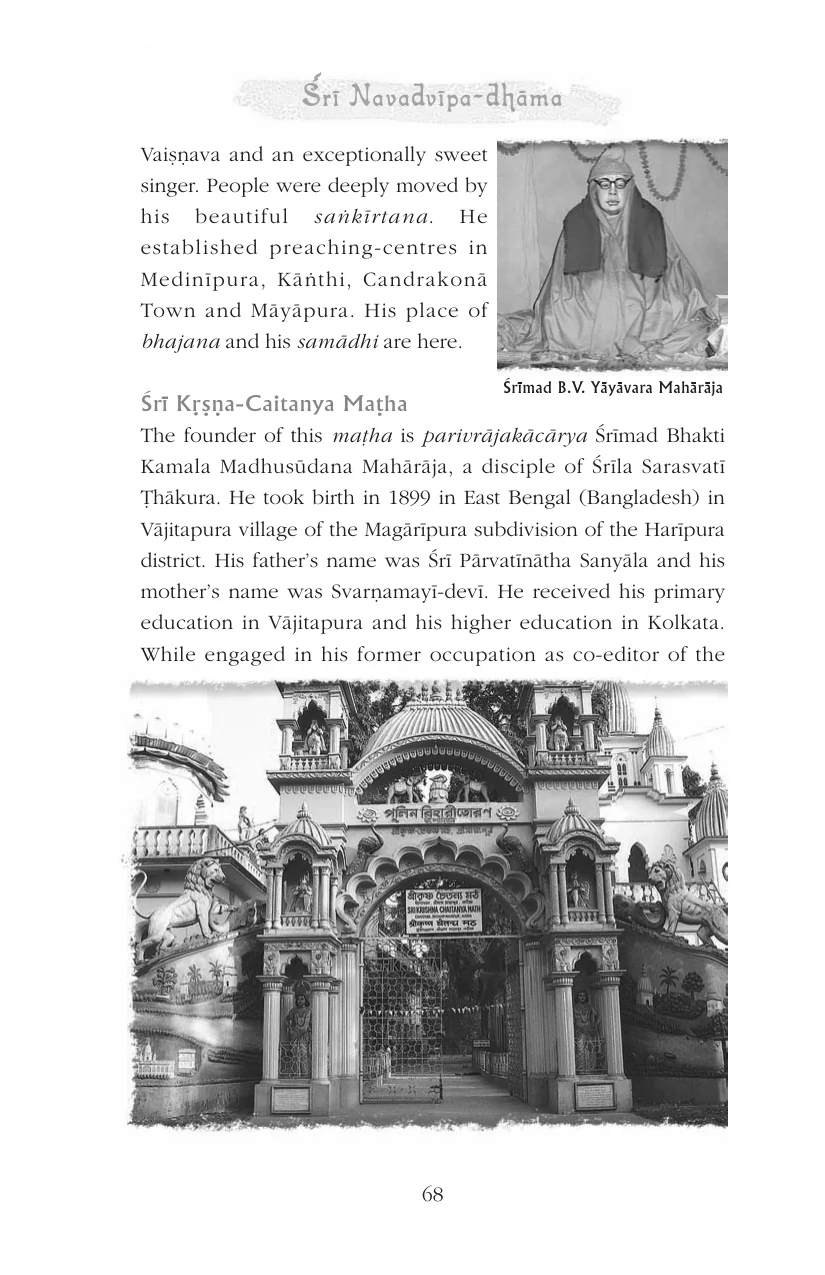 Śrī Navadvīpa-dhāma
Vaiṣṇava and an exceptionally sweet
singer. People were deeply moved by
his beautiful saṅkīrtana. He
established preaching-centres in
Medinīpura, Kāṅthi, Candrakonā
Town and Māyāpura. His place of
bhajana and his samādhi are here.
Śrīmad B.V. Yāyāvara Mahārāja
Śrī Kṛṣṇa-Caitanya Maṭha
The founder of this maṭha is parivrājakācārya Śrīmad Bhakti
Kamala Madhusūdana Mahārāja, a disciple of Śrīla Sarasvatī
Ṭhākura. He took birth in 1899 in East Bengal (Bangladesh) in
Vājitapura village of the Magārīpura subdivision of the Harīpura
district. His father’s name was Śrī Pārvatīnātha Sanyāla and his
mother’s name was Svarṇamayī-devī. He received his primary
education in Vājitapura and his higher education in Kolkata.
While engaged in his former occupation as co-editor of the
পুলিন বিহারী তোরণ
শ্রীকৃষ্ণ চৈতন্য মঠ
SRI KRISHNA CHAITANYA MATH
68